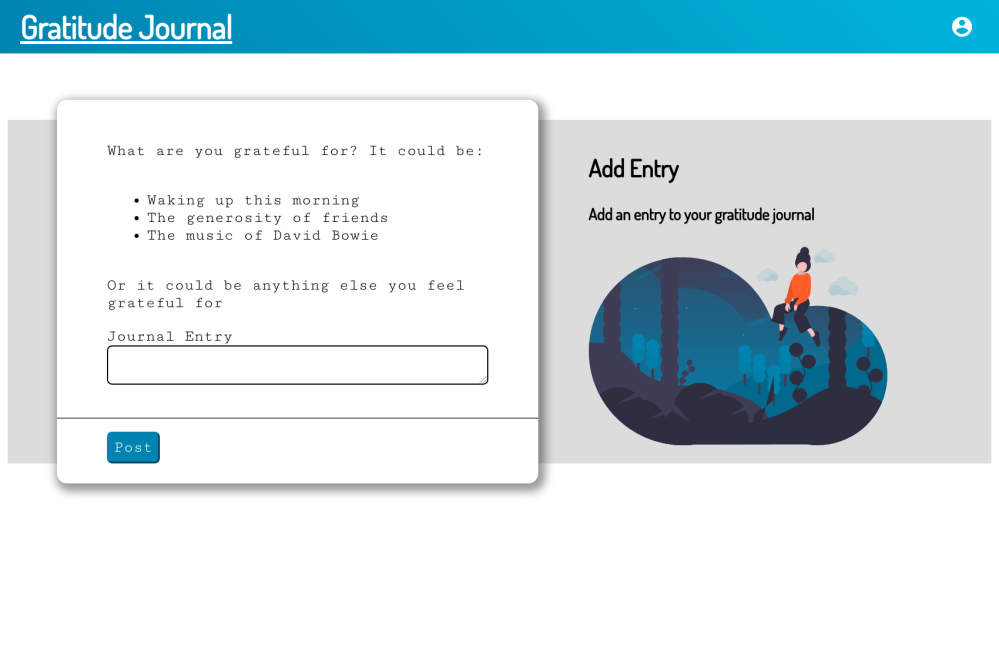 Gratitude Journal
What are you grateful for? It could be:
Waking up this morning
The generosity of friends
The music of David Bowie
Or it could be anything else you feel
grateful for
Journal Entry
Post
Add Entry
Add an entry to your gratitude journal